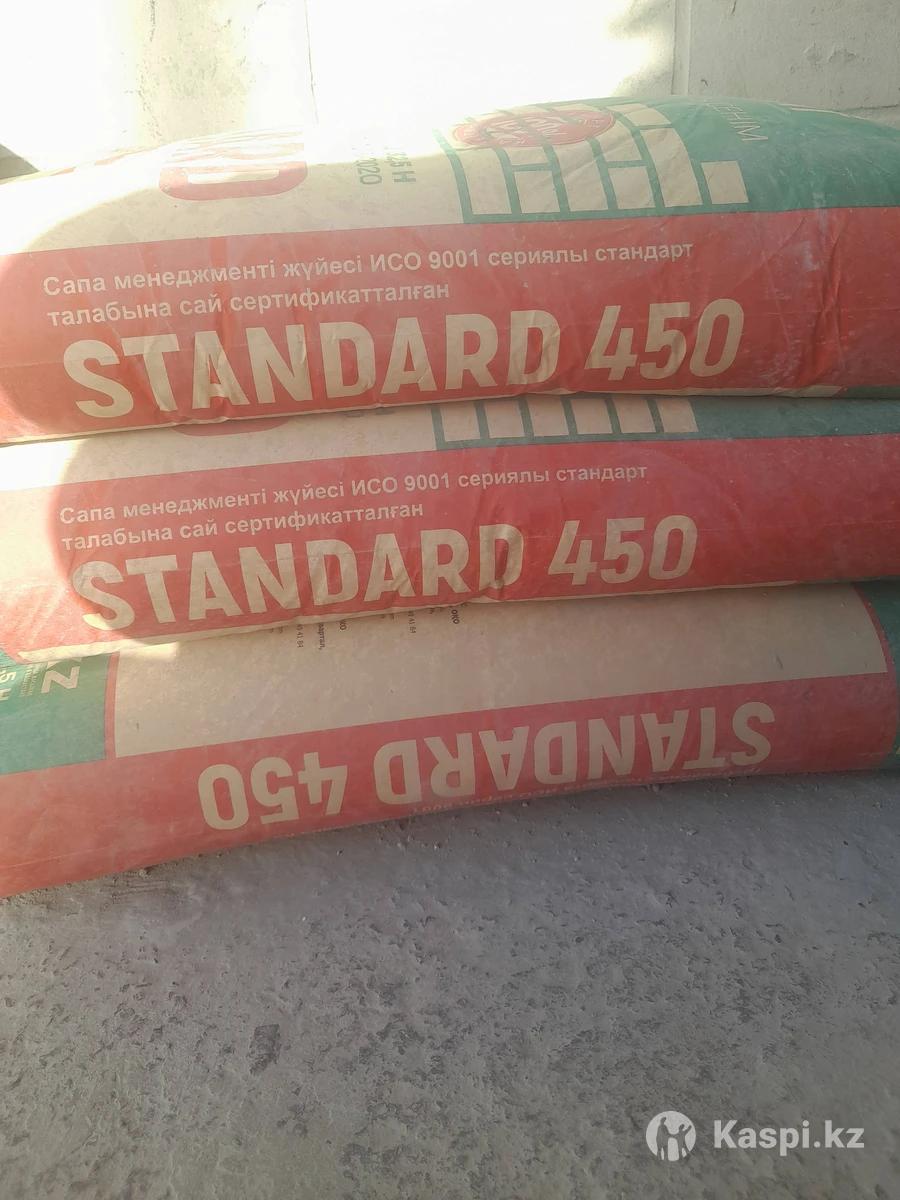 Сапа менеджменті жүйесі ИСО 9001 сериялы стандарт
талабына сай сертификатталған
STANDARD 450
Сапа менеджменті жүйесі ИСО 9001 сериялы стандарт
талабына сай сертификатталған
STANDARD 450
STANDARD 450
Kaspi.kz